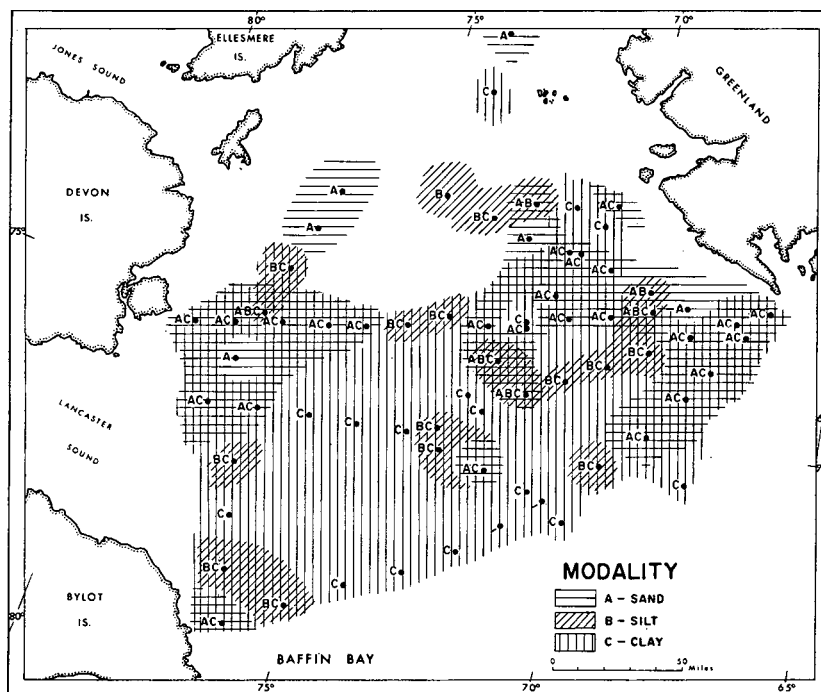 80°
75°
70°
ELLESMERE
IS.
JONES SOUND
GREENLAND
A
C
DEVON
IS.
75°
A
B
AB
C
AC
BC
C
A
A
BC
AC
AC
AC
AB
ABC
AC
AC
AC
AC
AC
BC
BC
AC
C
AC
AC
AC
ABC
A
AC
AC
AC
A
ABC
BC
BC
BC
AC
AC
AC
C
C
C
C
C
ABC
AC
LANCASTER
SOUND
BC
BC
BC
AC
BC
AC
C
C
C
C
C
C
C
BC
BC
AC
BYLOT
IS.
80°
MODALITY
A - SAND
B - SILT
C - CLAY
0
50
Miles
BAFFIN BAY
75°
70°
65°